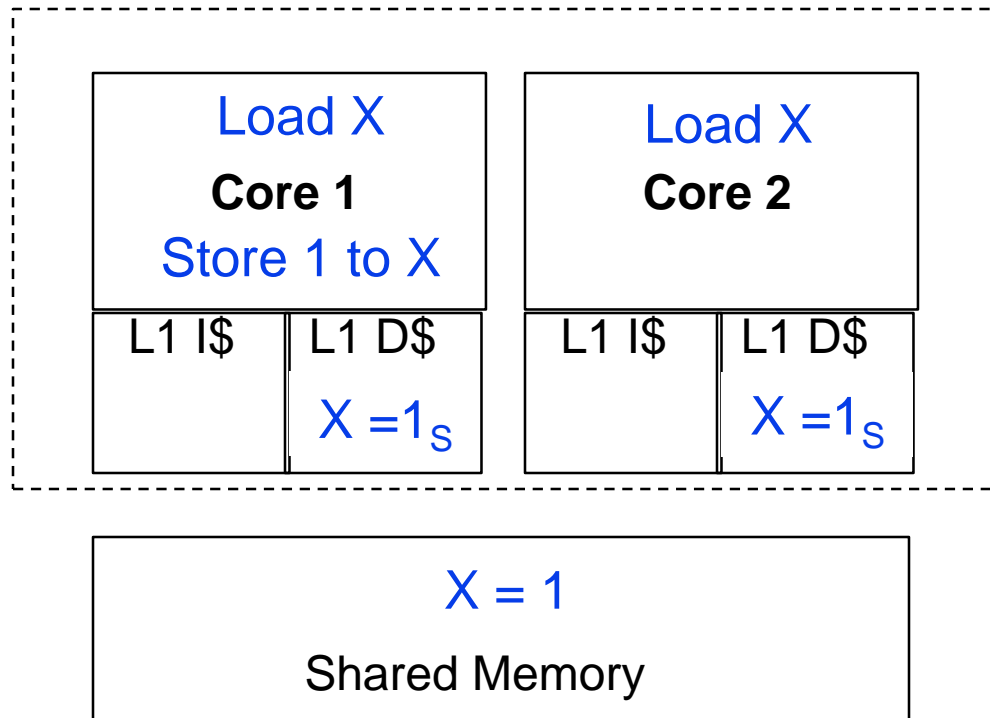 Load X
Core 1
Store 1 to X
L1 I$
L1 D$
X =1S
Load X
Core 2
L1 I$
L1 D$
X =1S
X = 1
Shared Memory